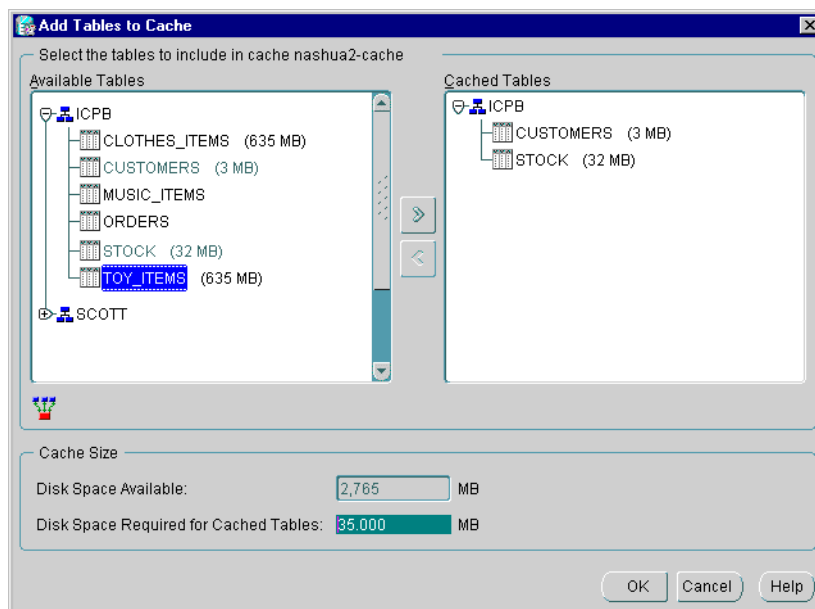 Add Tables to Cache
Select the tables to include in cache nashua2-cache
Available Tables
ICPB
CLOTHES_ITEMS (635 MB)
CUSTOMERS (3 MB)
MUSIC_ITEMS
ORDERS
STOCK (32 MB)
TOY_ITEMS (635 MB)
SCOTT
Cached Tables
ICPB
CUSTOMERS (3 MB)
STOCK (32 MB)
Cache Size
Disk Space Available: 2,765 MB
Disk Space Required for Cached Tables: 35.000 MB
OK Cancel Help